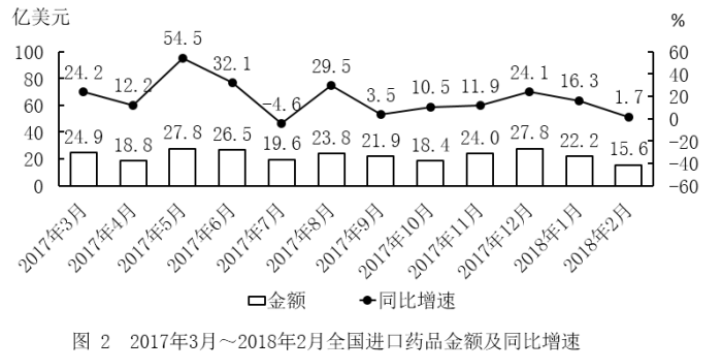 亿美元 %
100 60
80 40
60 20
40 0
20 -20
0 -40
-60
24.2 12.2 54.5 32.1 -4.6 29.5 3.5 10.5 11.9 24.1 16.3 1.7
24.9 18.8 27.8 26.5 19.6 23.8 21.9 18.4 24.0 27.8 22.2 15.6
2017年3月 2017年4月 2017年5月 2017年6月 2017年7月 2017年8月 2017年9月 2017年10月 2017年11月 2017年12月 2018年1月 2018年2月
金额 同比增速
图 2 2017年3月～2018年2月全国进口药品金额及同比增速